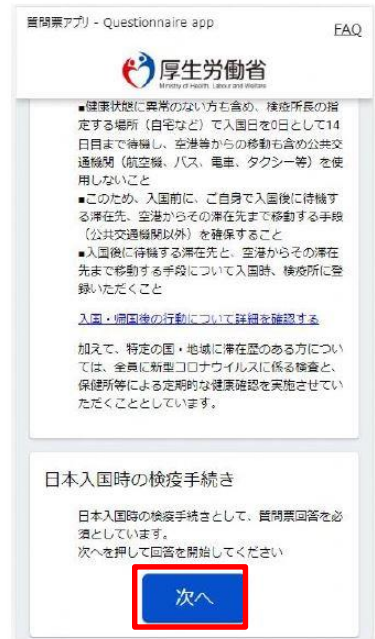 質問票アプリ - Questionnaire app
FAQ
厚生労働省
Ministry of Health, Labour and Welfare
■健康状態に異常のない方も含め、検疫所長の指
定する場所（自宅など）で入国日を0日として14
日目まで待機し、空港等からの移動も含め公共交
通機関（航空機、バス、電車、タクシー等）を使
用しないこと
■このため、入国前に、ご自身で入国後に待機す
る滞在先、空港からその滞在先まで移動する手段
（公共交通機関以外）を確保すること
■入国後に待機する滞在先と、空港からその滞在
先まで移動する手段について入国時、検疫所に登
録いただくこと
入国・帰国後の行動について詳細を確認する
加えて、特定の国・地域に滞在歴のある方につい
ては、全員に新型コロナウイルスに係る検査と、
保健所等による定期的な健康確認を実施させてい
ただくこととしています。
日本入国時の検疫手続き
日本入国時の検疫手続きとして、質問票回答を必
須としています。
次へを押して回答を開始してください
次へ